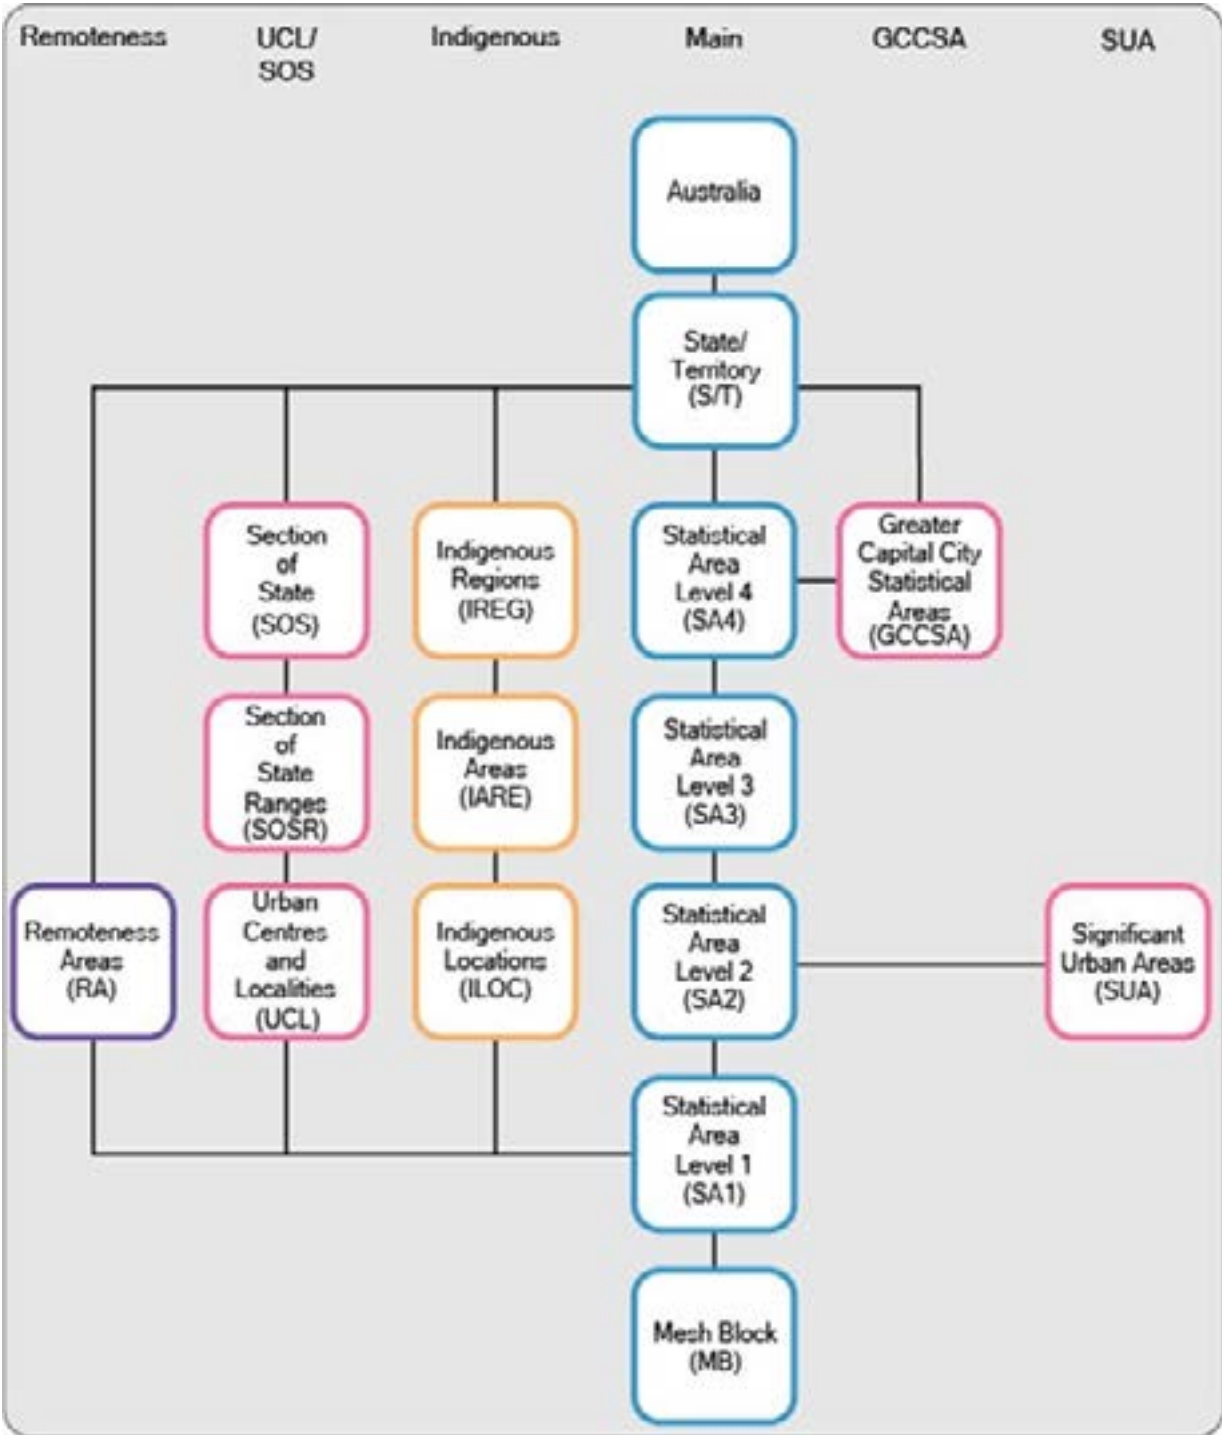 Remoteness
UCL/
SOS
Indigenous
Main
GCCSA
SUA
Australia
State/
Territory
(S/T)
Section
of
State
(SOS)
Indigenous
Regions
(IREG)
Statistical
Area
Level 4
(SA4)
Greater
Capital City
Statistical
Areas
(GCCSA)
Section
of
State
Ranges
(SOSR)
Indigenous
Areas
(IARE)
Statistical
Area
Level 3
(SA3)
Remoteness
Areas
(RA)
Urban
Centres
and
Localities
(UCL)
Indigenous
Locations
(ILOC)
Statistical
Area
Level 2
(SA2)
Significant
Urban Areas
(SUA)
Statistical
Area
Level 1
(SA1)
Mesh Block
(MB)